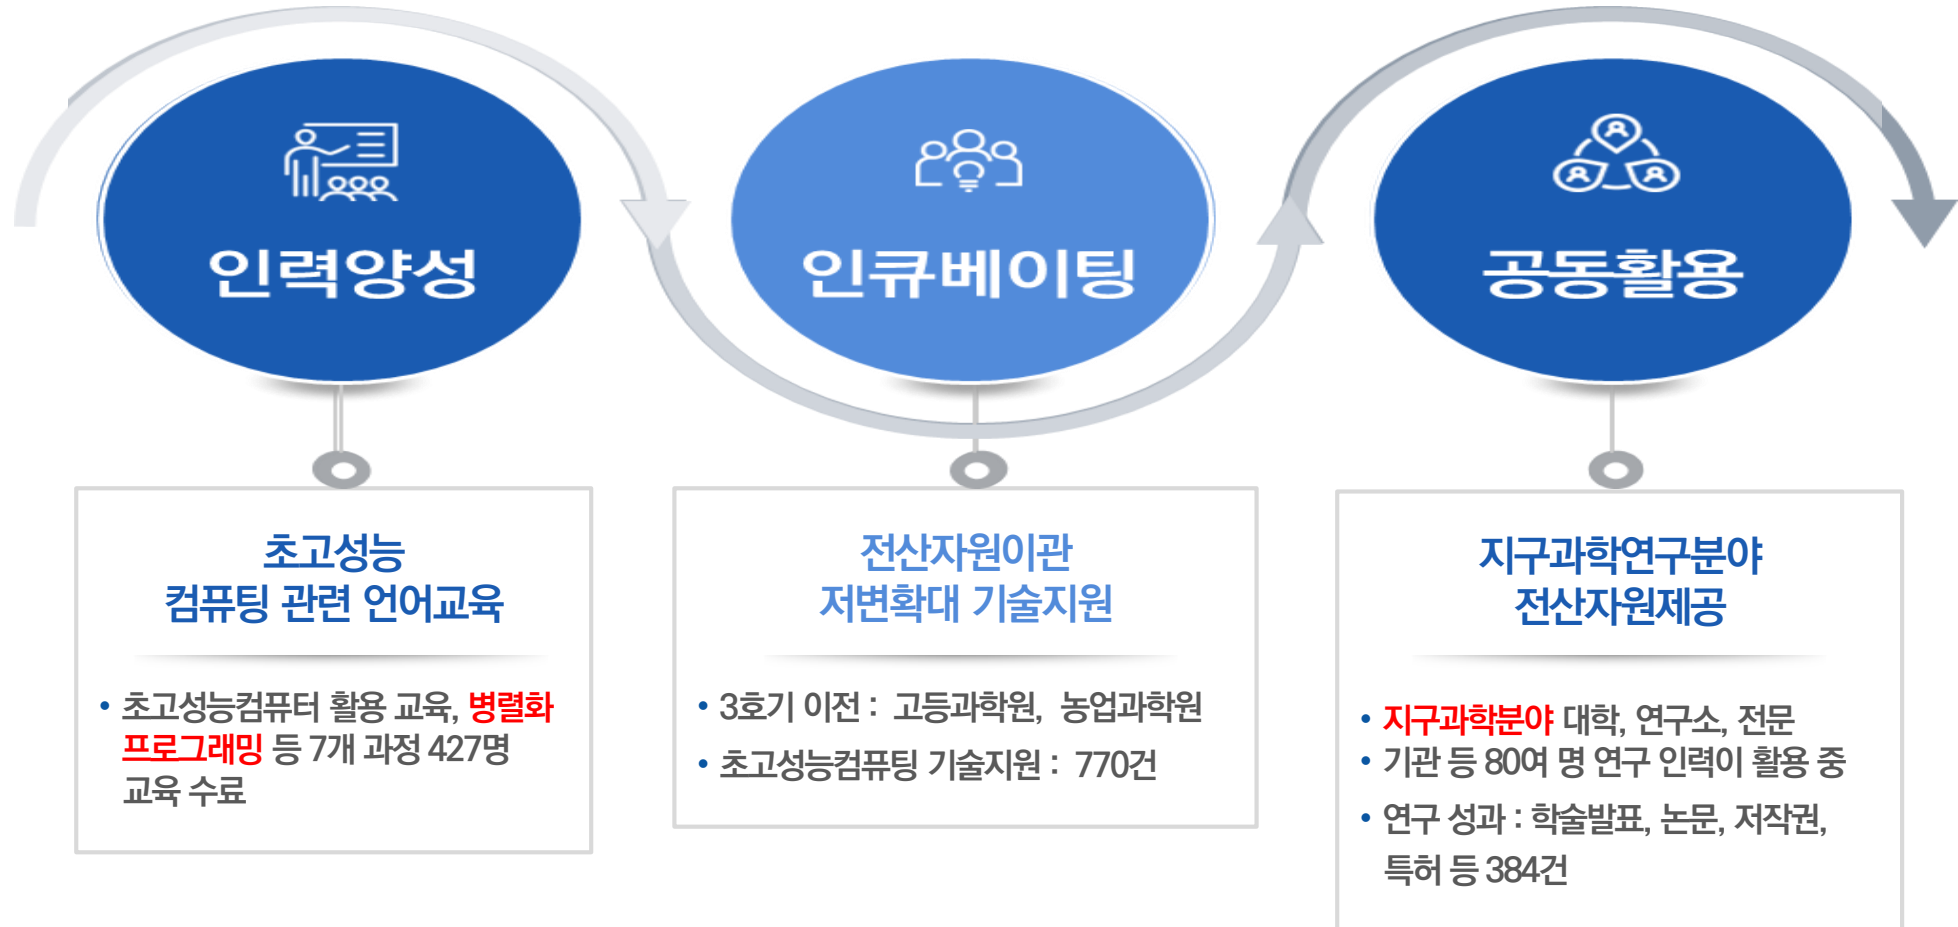 인력양성
인큐베이팅
공동활용
초고성능
컴퓨팅 관련 언어교육
• 초고성능컴퓨터 활용 교육, 병렬화
프로그래밍 등 7개 과정 427명
교육 수료
전산자원이관
저변확대 기술지원
• 3호기 이전 : 고등과학원, 농업과학원
• 초고성능컴퓨팅 기술지원 : 770건
지구과학연구분야
전산자원제공
• 지구과학분야 대학, 연구소, 전문
• 기관 등 80여 명 연구 인력이 활용 중
• 연구 성과 : 학술발표, 논문, 저작권,
특허 등 384건